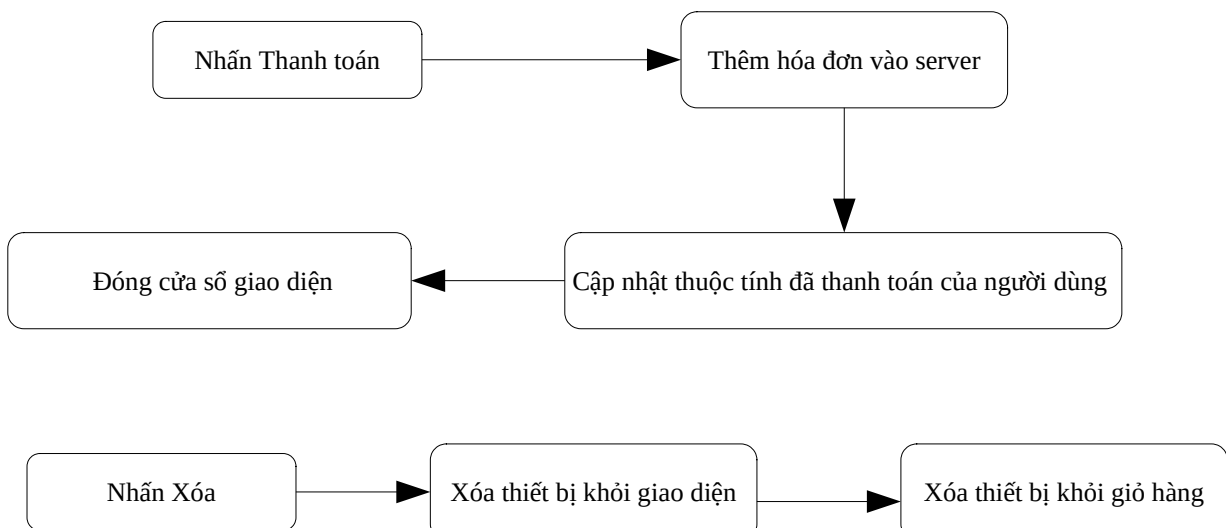 Nhấn Thanh toán
Thêm hóa đơn vào server
Cập nhật thuộc tính đã thanh toán của người dùng
Đóng cửa sổ giao diện
Nhấn Xóa
Xóa thiết bị khỏi giao diện
Xóa thiết bị khỏi giỏ hàng